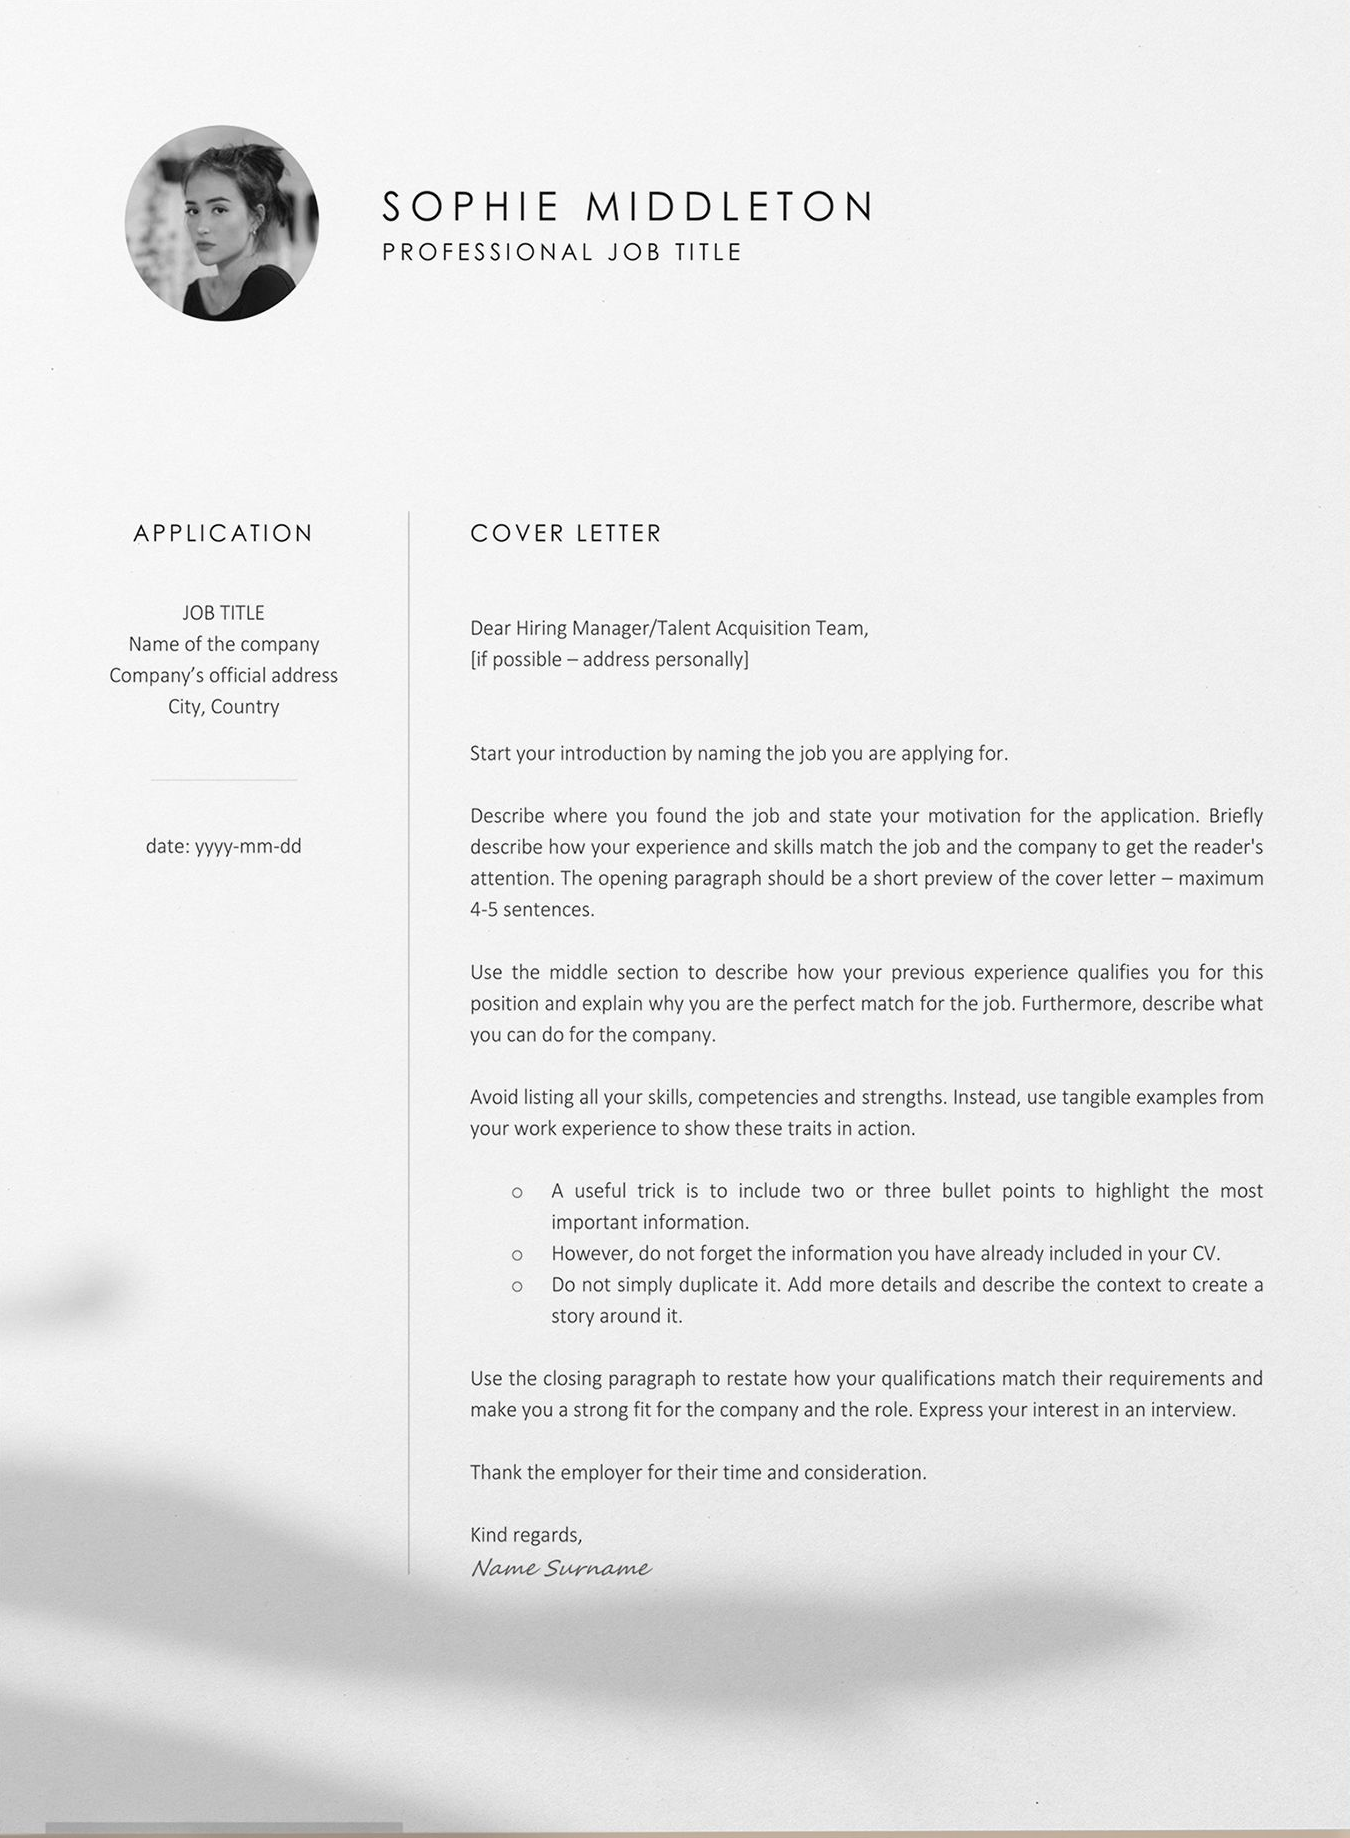 SOPHIE MIDDLETON
PROFESSIONAL JOB TITLE
APPLICATION
JOB TITLE
Name of the company
Company’s official address
City, Country
date: yyyy-mm-dd
COVER LETTER
Dear Hiring Manager/Talent Acquisition Team,
[if possible – address personally]
Start your introduction by naming the job you are applying for.
Describe where you found the job and state your motivation for the application. Briefly
describe how your experience and skills match the job and the company to get the reader's
attention. The opening paragraph should be a short preview of the cover letter – maximum
4-5 sentences.
Use the middle section to describe how your previous experience qualifies you for this
position and explain why you are the perfect match for the job. Furthermore, describe what
you can do for the company.
Avoid listing all your skills, competencies and strengths. Instead, use tangible examples from
your work experience to show these traits in action.
o A useful trick is to include two or three bullet points to highlight the most
important information.
o However, do not forget the information you have already included in your CV.
o Do not simply duplicate it. Add more details and describe the context to create a
story around it.
Use the closing paragraph to restate how your qualifications match their requirements and
make you a strong fit for the company and the role. Express your interest in an interview.
Thank the employer for their time and consideration.
Kind regards,
Name Surname